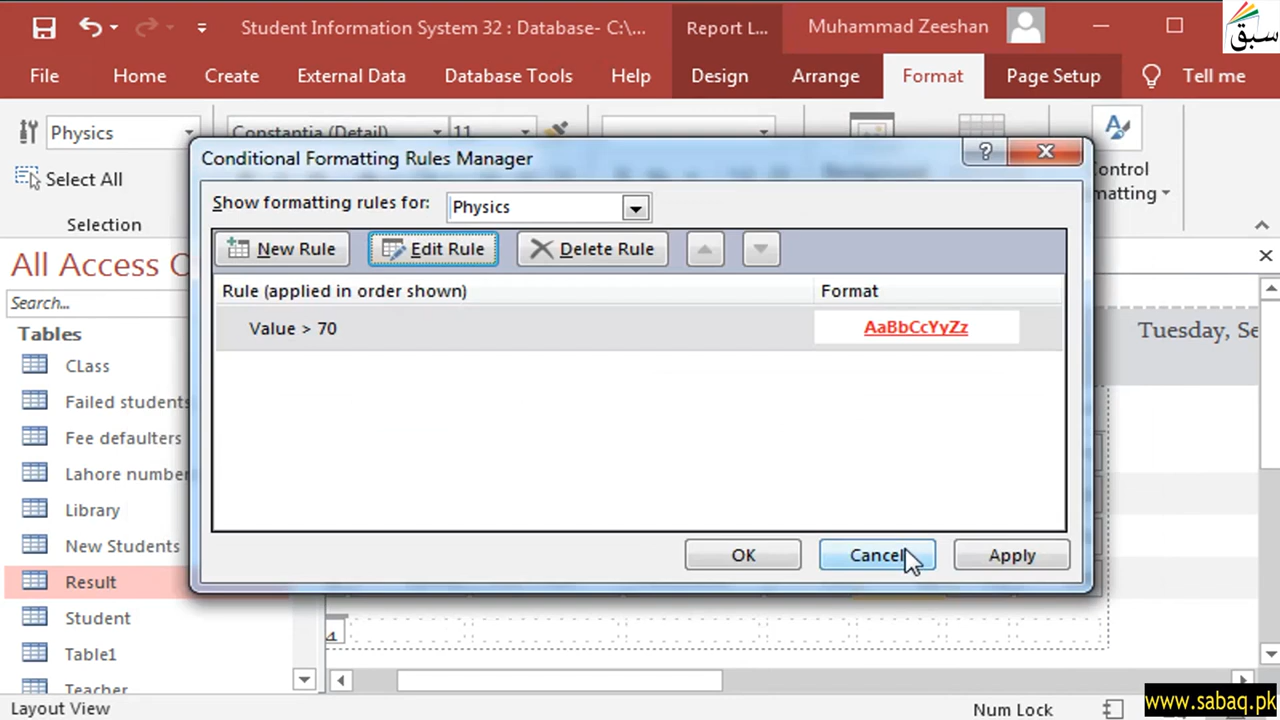 Student Information System 32 : Database- C:\...
Report L...
Muhammad Zeeshan
سبق
File
Home
Create
External Data
Database Tools
Help
Design
Arrange
Format
Page Setup
Tell me
Physics
Constantia (Detail)
11
Select All
Selection
Control
matting
Conditional Formatting Rules Manager
Show formatting rules for:
Physics
New Rule
Edit Rule
Delete Rule
Rule (applied in order shown)
Format
Value > 70
AaBbCcYyZz
OK
Cancel
Apply
All Access O
Search...
Tables
CLass
Failed students
Fee defaulters
Lahore number
Library
New Students
Result
Student
Table1
Teacher
Tuesday, Se
Layout View
Num Lock
www.sabaq.pk